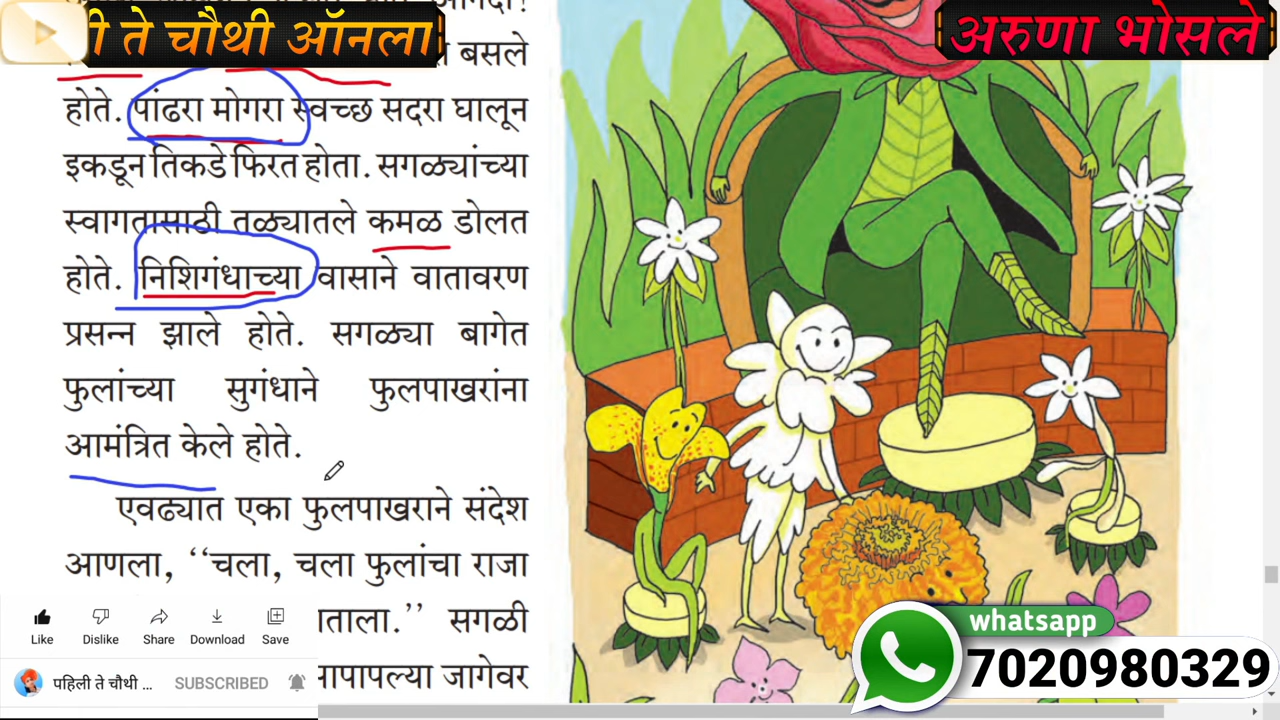 ी ते चौथी ऑनला
अरुणा भोसले
बसले
होते. पांढरा मोगरा स्वच्छ सदरा घालून
इकडून तिकडे फिरत होता. सगळ्यांच्या
स्वागतासाठी तळ्यातले कमळ डोलत
होते. निशिगंधाच्या वासाने वातावरण
प्रसन्न झाले होते. सगळ्या बागेत
फुलांच्या सुगंधाने फुलपाखरांना
आमंत्रित केले होते.
एवढ्यात एका फुलपाखराने संदेश
आणला, ‘‘चला, चला फुलांचा राजा
ाताला.’’ सगळी
ापापल्या जागेवर
Like Dislike Share Download Save
पहिली ते चौथी ... SUBSCRIBED
whatsapp
7020980329